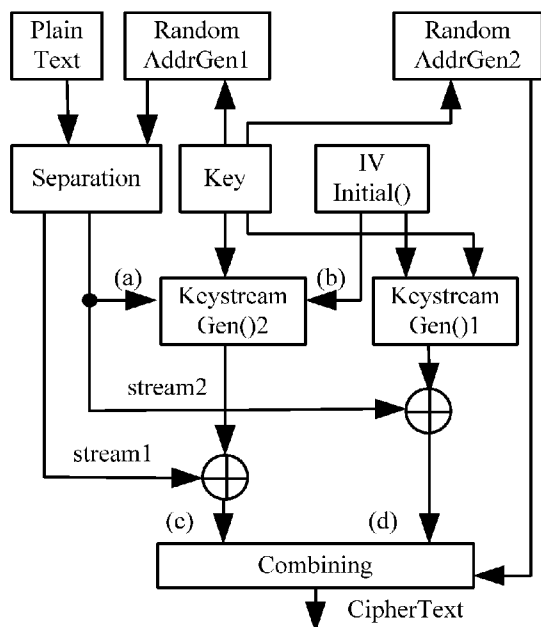 Plain
Text
Random
AddrGen1
Random
AddrGen2
Separation
Key
IV
Initial()
(a)
(b)
Keystream
Gen()2
Keystream
Gen()1
stream2
stream1
(c)
(d)
Combining
CipherText